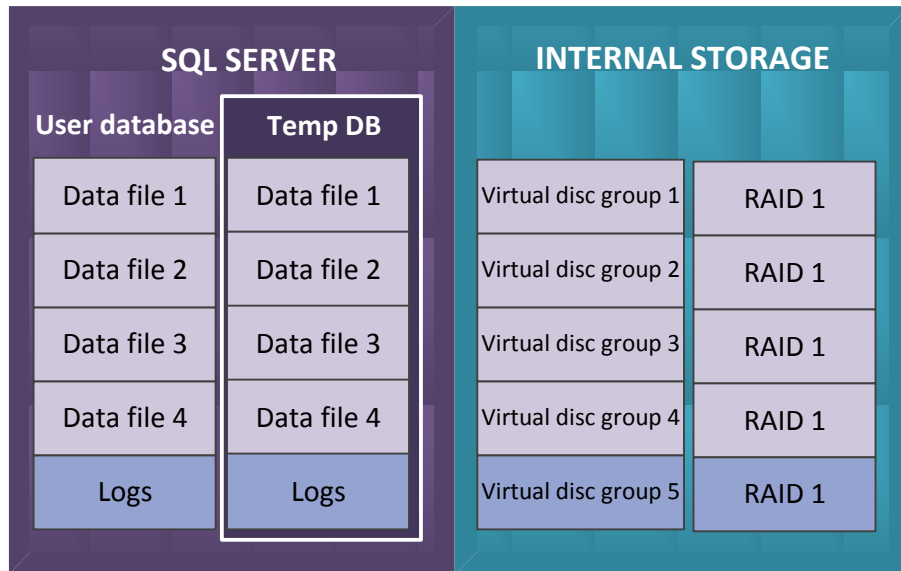 SQL SERVER
User database
Temp DB
Data file 1
Data file 1
Data file 2
Data file 2
Data file 3
Data file 3
Data file 4
Data file 4
Logs
Logs
INTERNAL STORAGE
Virtual disc group 1
RAID 1
Virtual disc group 2
RAID 1
Virtual disc group 3
RAID 1
Virtual disc group 4
RAID 1
Virtual disc group 5
RAID 1